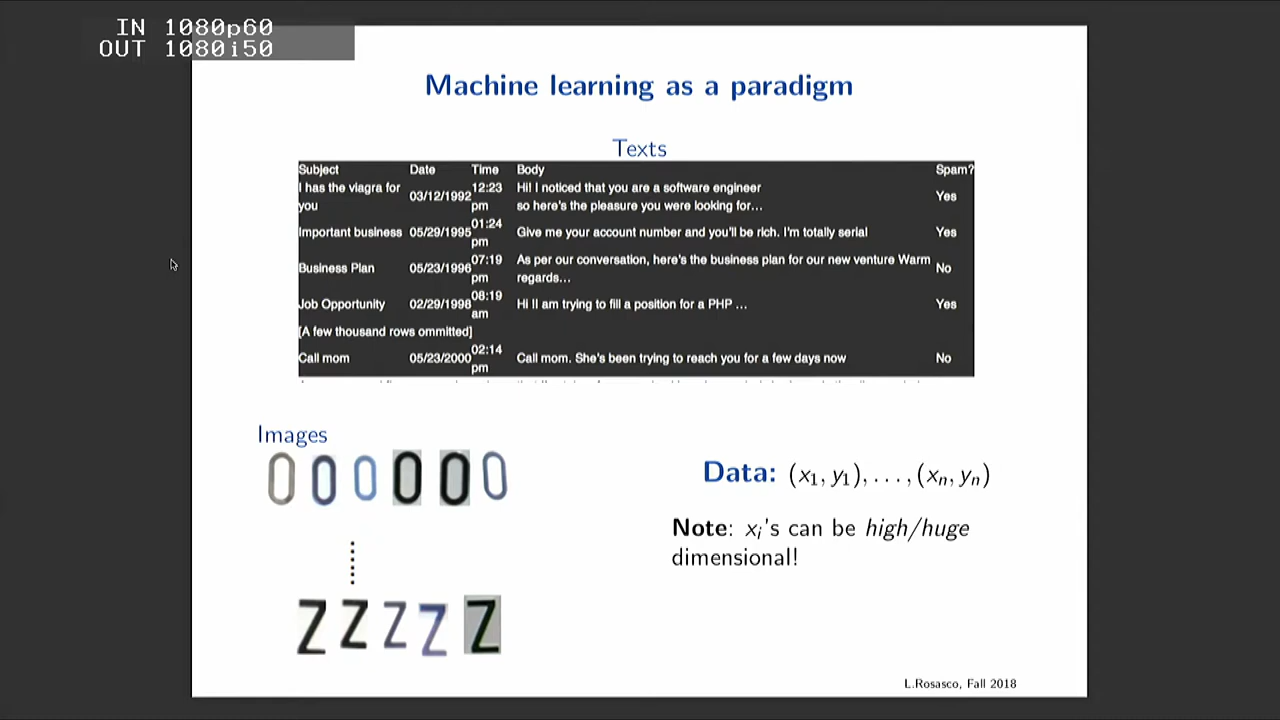 IN 1080p60
OUT 1080i50
Machine learning as a paradigm
Texts
Subject Date Time Body Spam?
I has the viagra for you 03/12/1992 12:23 pm Hi! I noticed that you are a software engineer so here's the pleasure you were looking for... Yes
Important business 05/29/1995 01:24 pm Give me your account number and you'll be rich. I'm totally serial Yes
Business Plan 05/23/1996 07:19 pm As per our conversation, here's the business plan for our new venture Warm regards... No
Job Opportunity 02/29/1998 08:19 am Hi !I am trying to fill a position for a PHP ... Yes
[A few thousand rows ommitted]
Call mom 05/23/2000 02:14 pm Call mom. She's been trying to reach you for a few days now No
Images
0 0 0 0 0 0
Data: (x₁, y₁), . . . , (xₙ, yₙ)
Note: xᵢ's can be high/huge
dimensional!
Z Z Z Z Z
L.Rosasco, Fall 2018